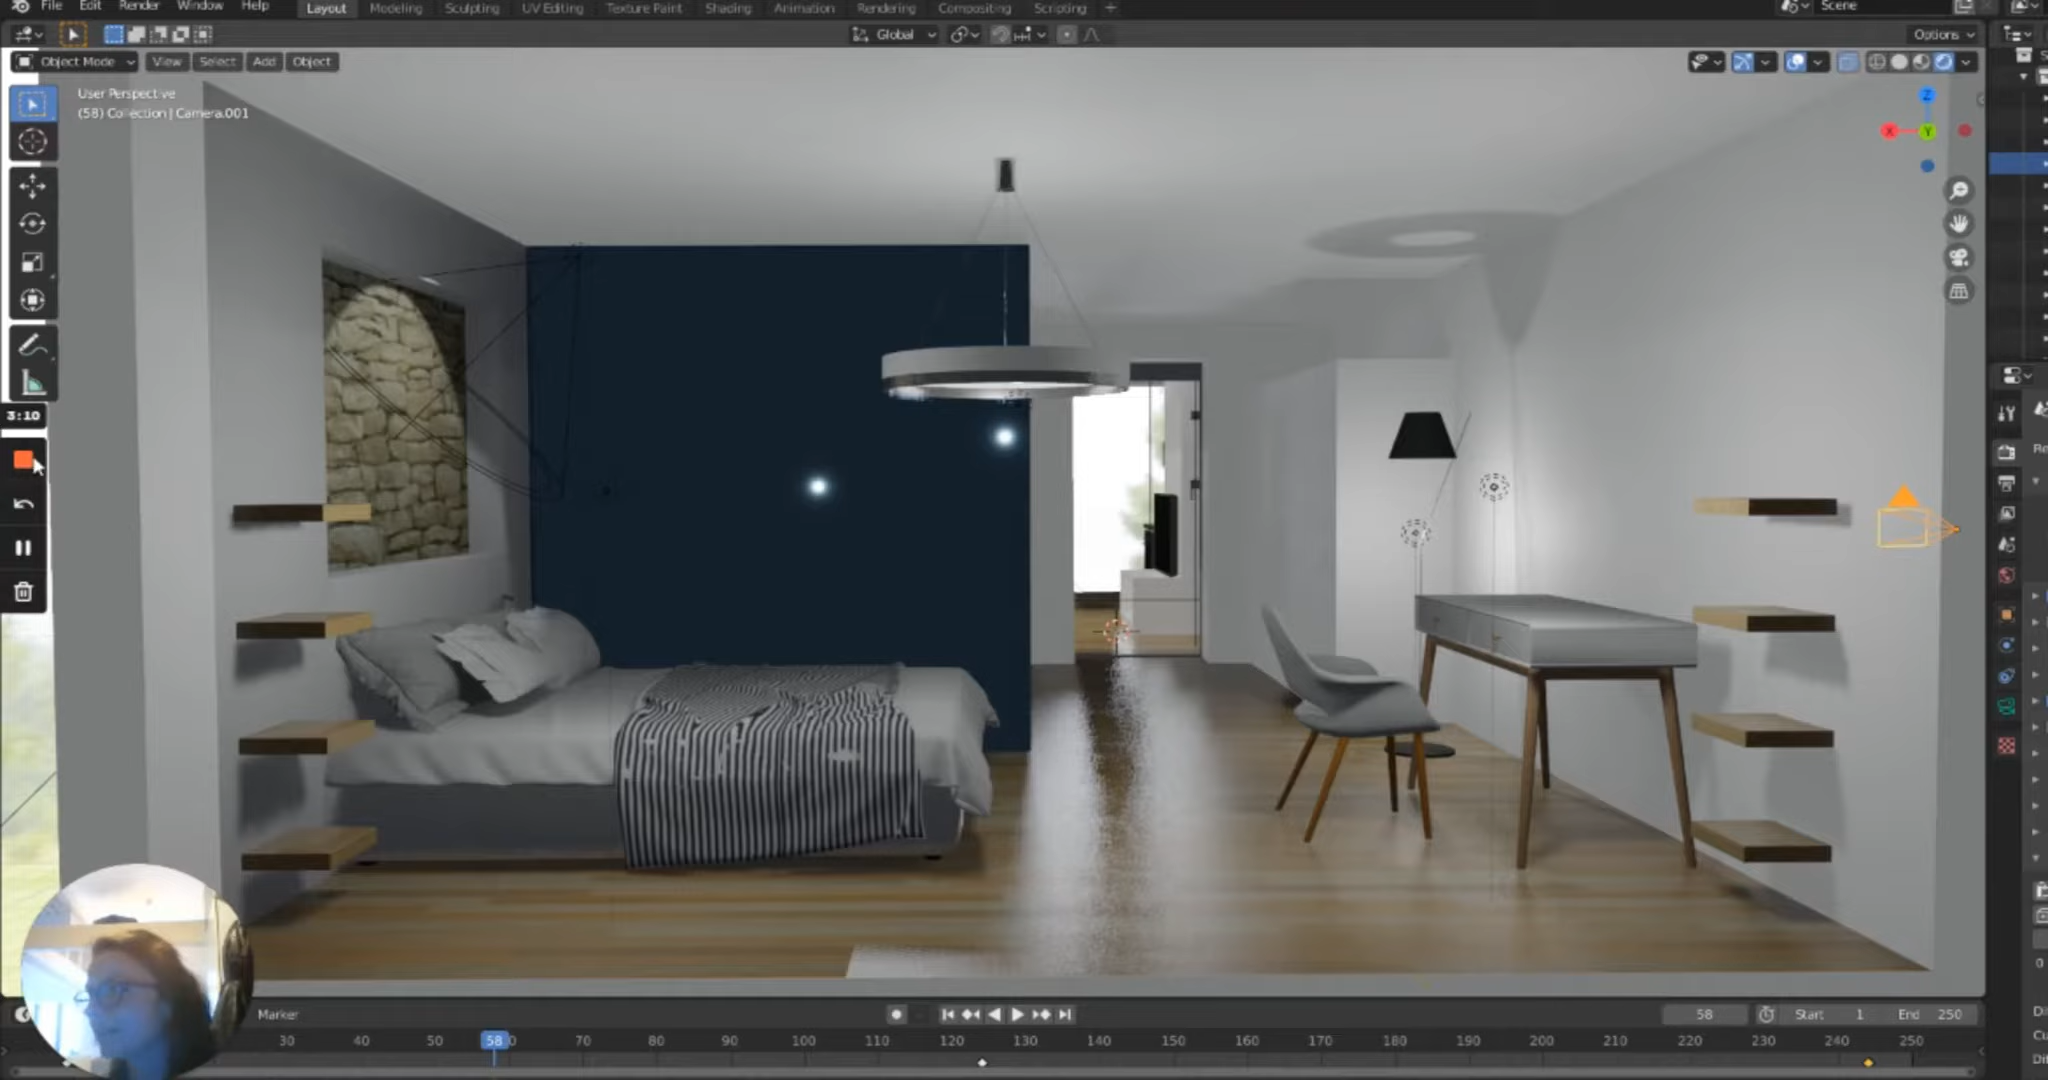 File Edit Render Window Help Layout Modeling Sculpting UV Editing Texture Paint Shading Animation Rendering Compositing Scripting + Scene
Global Options
Object Mode View Select Add Object
User Perspective
(58) Collection | Camera.001
Z
X Y
3:10
Marker 58 Start 1 End 250
30 40 50 58 70 80 90 100 110 120 130 140 150 160 170 180 190 200 210 220 230 240 250